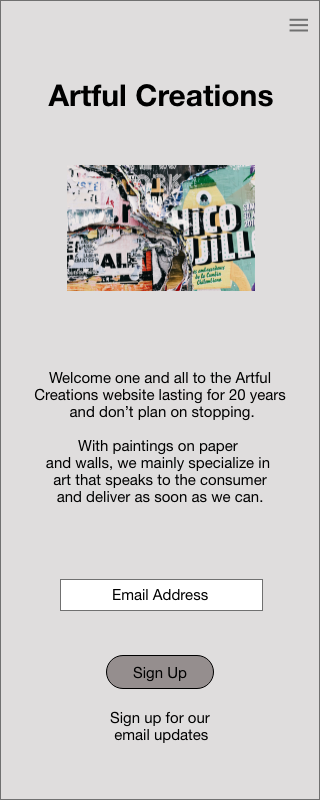 Artful Creations
HICO
ALE
Welcome one and all to the Artful
Creations website lasting for 20 years
and don’t plan on stopping.
With paintings on paper
and walls, we mainly specialize in
art that speaks to the consumer
and deliver as soon as we can.
Email Address
Sign Up
Sign up for our
email updates